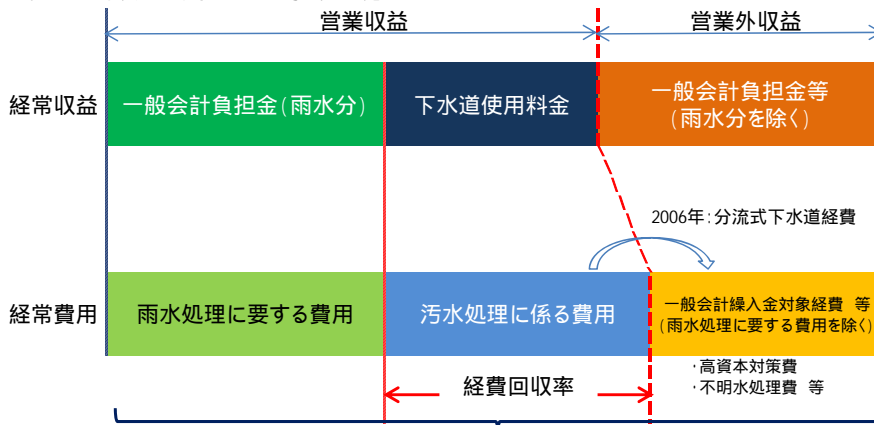 営業収益
営業外収益
経常収益
一般会計負担金(雨水分)
下水道使用料金
一般会計負担金等
(雨水分を除く)
2006年:分流式下水道経費
経常費用
雨水処理に要する費用
汚水処理に係る費用
一般会計繰入金対象経費 等
(雨水処理に要する費用を除く)
・高資本対策費
・不明水処理費 等
経費回収率